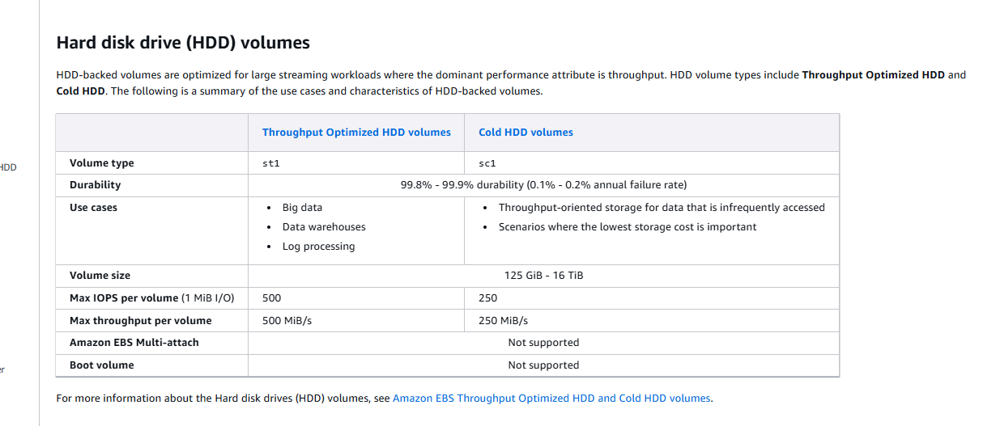 Hard disk drive (HDD) volumes
HDD-backed volumes are optimized for large streaming workloads where the dominant performance attribute is throughput. HDD volume types include Throughput Optimized HDD and
Cold HDD. The following is a summary of the use cases and characteristics of HDD-backed volumes.
Throughput Optimized HDD volumes Cold HDD volumes
Volume type st1 sc1
HDD
Durability 99.8% - 99.9% durability (0.1% - 0.2% annual failure rate)
Use cases • Big data • Throughput-oriented storage for data that is infrequently accessed
• Data warehouses • Scenarios where the lowest storage cost is important
• Log processing
Volume size 125 GiB - 16 TiB
Max IOPS per volume (1 MiB I/O) 500 250
Max throughput per volume 500 MiB/s 250 MiB/s
Amazon EBS Multi-attach Not supported
Boot volume Not supported
er
For more information about the Hard disk drives (HDD) volumes, see Amazon EBS Throughput Optimized HDD and Cold HDD volumes.